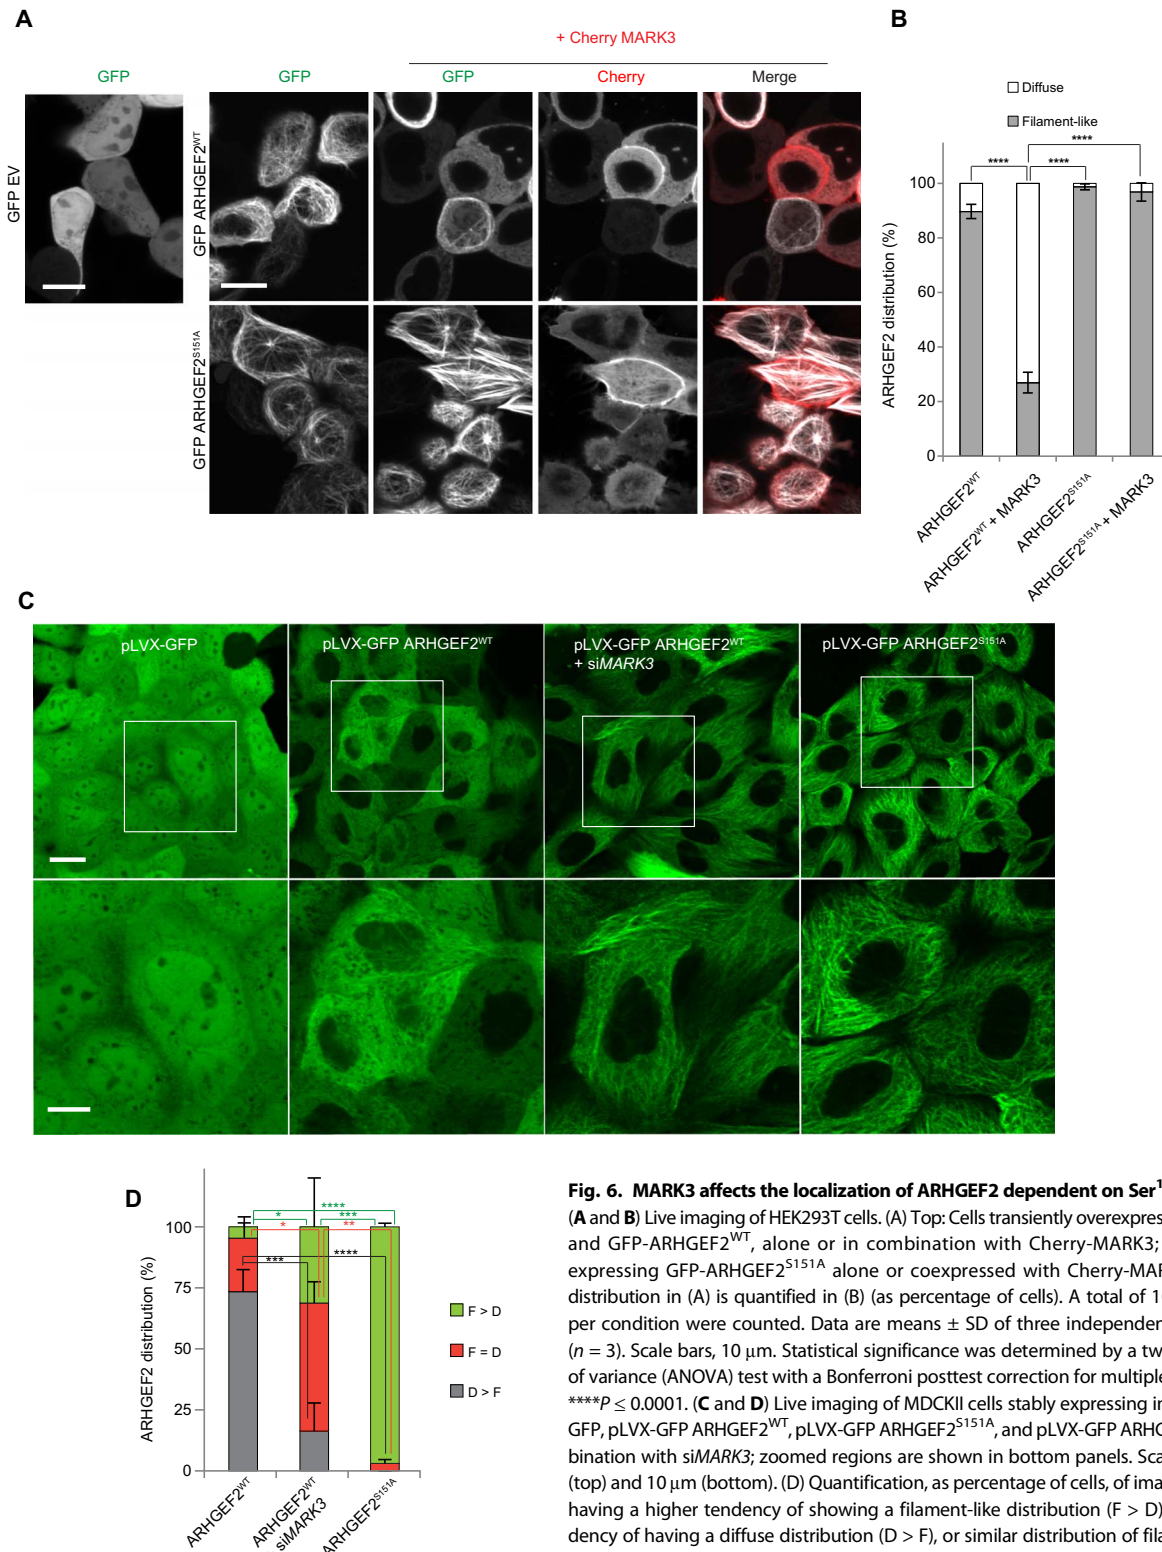 A
+ Cherry MARK3
GFP
GFP
GFP
Cherry
Merge
GFP EV
GFP ARHGEF2WT
GFP ARHGEF2S151A
B
Diffuse
Filament-like
****
****
****
ARHGEF2 distribution (%)
100
80
60
40
20
0
ARHGEF2WT
ARHGEF2WT + MARK3
ARHGEF2S151A
ARHGEF2S151A + MARK3
C
pLVX-GFP
pLVX-GFP ARHGEF2WT
pLVX-GFP ARHGEF2WT
+ siMARK3
pLVX-GFP ARHGEF2S151A
D
****
*
***
*
**
****
***
ARHGEF2 distribution (%)
100
75
50
25
0
F > D
F = D
D > F
ARHGEF2WT
ARHGEF2WT
siMARK3
ARHGEF2S151A
Fig. 6. MARK3 affects the localization of ARHGEF2 dependent on Ser1
(A and B) Live imaging of HEK293T cells. (A) Top: Cells transiently overexpres
and GFP-ARHGEF2WT, alone or in combination with Cherry-MARK3;
expressing GFP-ARHGEF2S151A alone or coexpressed with Cherry-MAR
distribution in (A) is quantified in (B) (as percentage of cells). A total of 1
per condition were counted. Data are means ± SD of three independen
(n = 3). Scale bars, 10 μm. Statistical significance was determined by a tw
of variance (ANOVA) test with a Bonferroni posttest correction for multiple
****P ≤ 0.0001. (C and D) Live imaging of MDCKII cells stably expressing in
GFP, pLVX-GFP ARHGEF2WT, pLVX-GFP ARHGEF2S151A, and pLVX-GFP ARHG
bination with siMARK3; zoomed regions are shown in bottom panels. Sca
(top) and 10 μm (bottom). (D) Quantification, as percentage of cells, of ima
having a higher tendency of showing a filament-like distribution (F > D)
dency of having a diffuse distribution (D > F), or similar distribution of fila